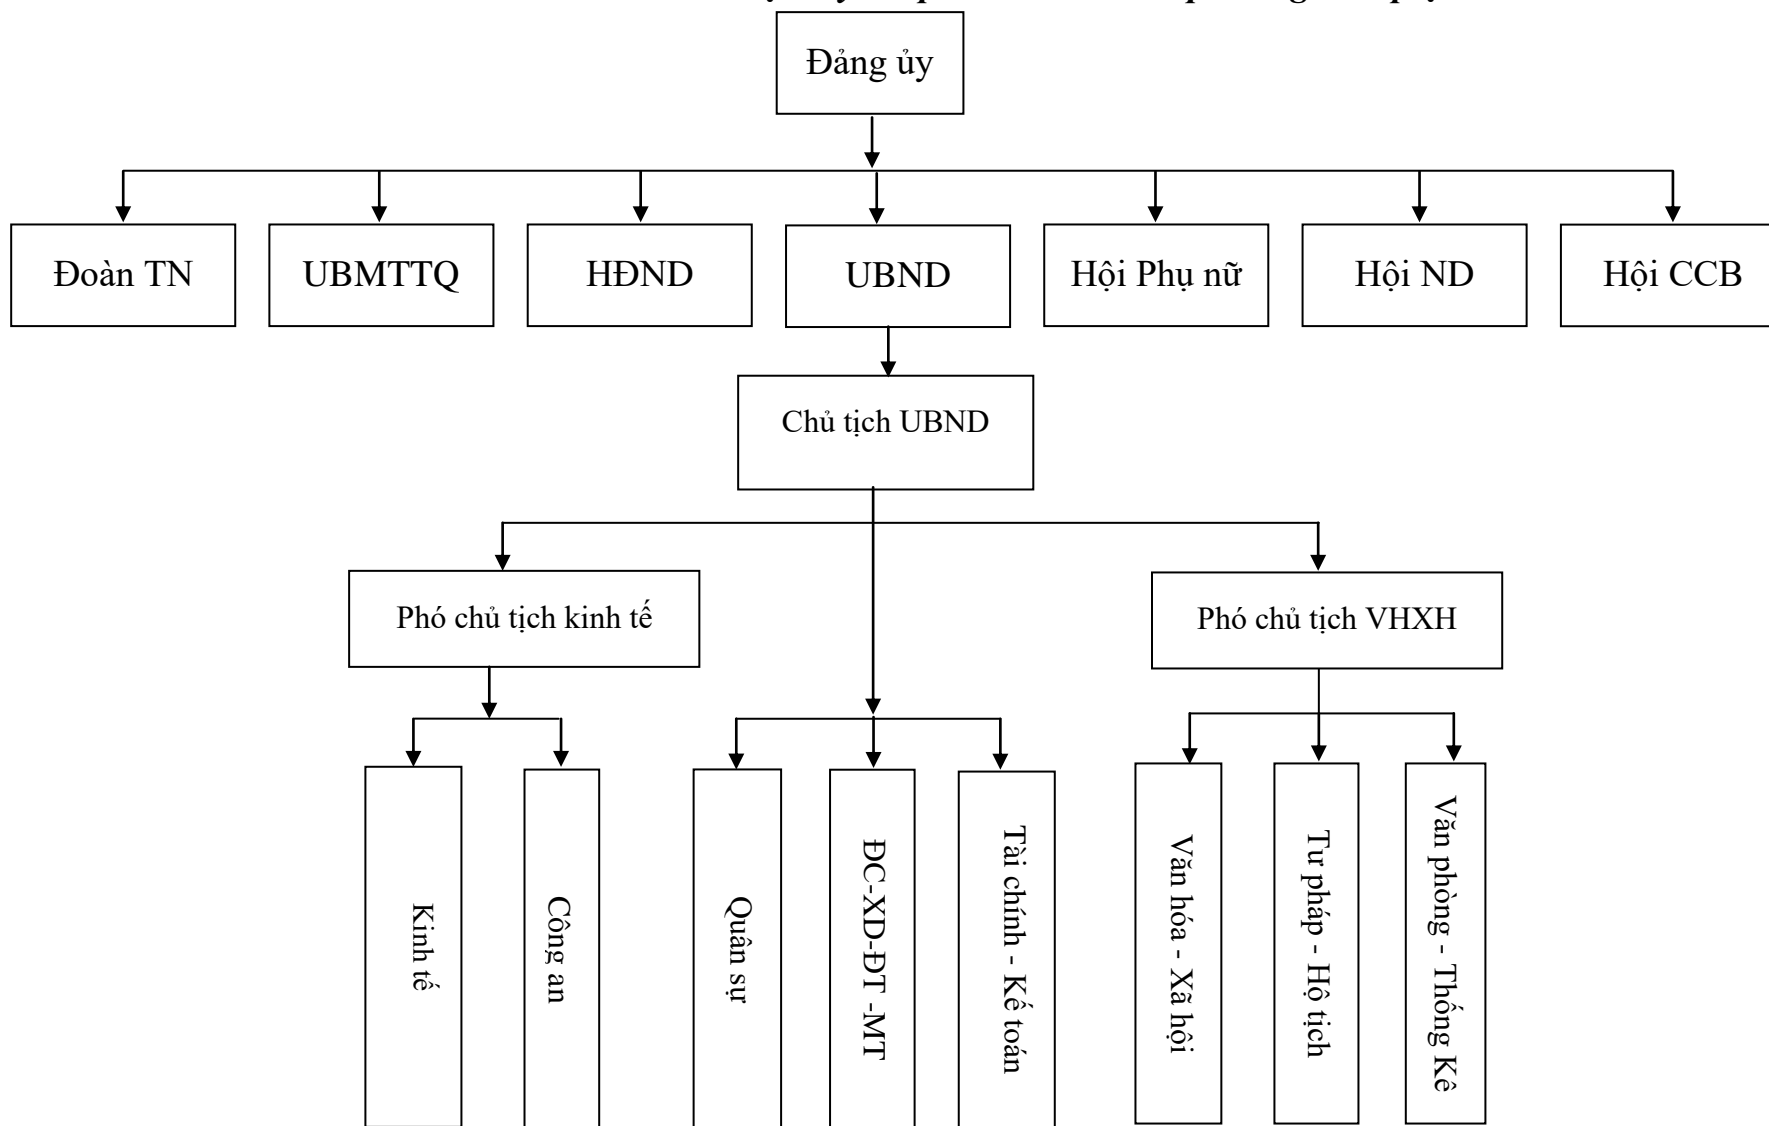 Đảng ủy
Đoàn TN
UBMTTQ
HĐND
UBND
Hội Phụ nữ
Hội ND
Hội CCB
Chủ tịch UBND
Phó chủ tịch kinh tế
Phó chủ tịch VHXH
Kinh tế
Công an
Quân sự
ĐC-XD-ĐT -MT
Tài chính - Kế toán
Văn hóa - Xã hội
Tư pháp - Hộ tịch
Văn phòng - Thống Kê